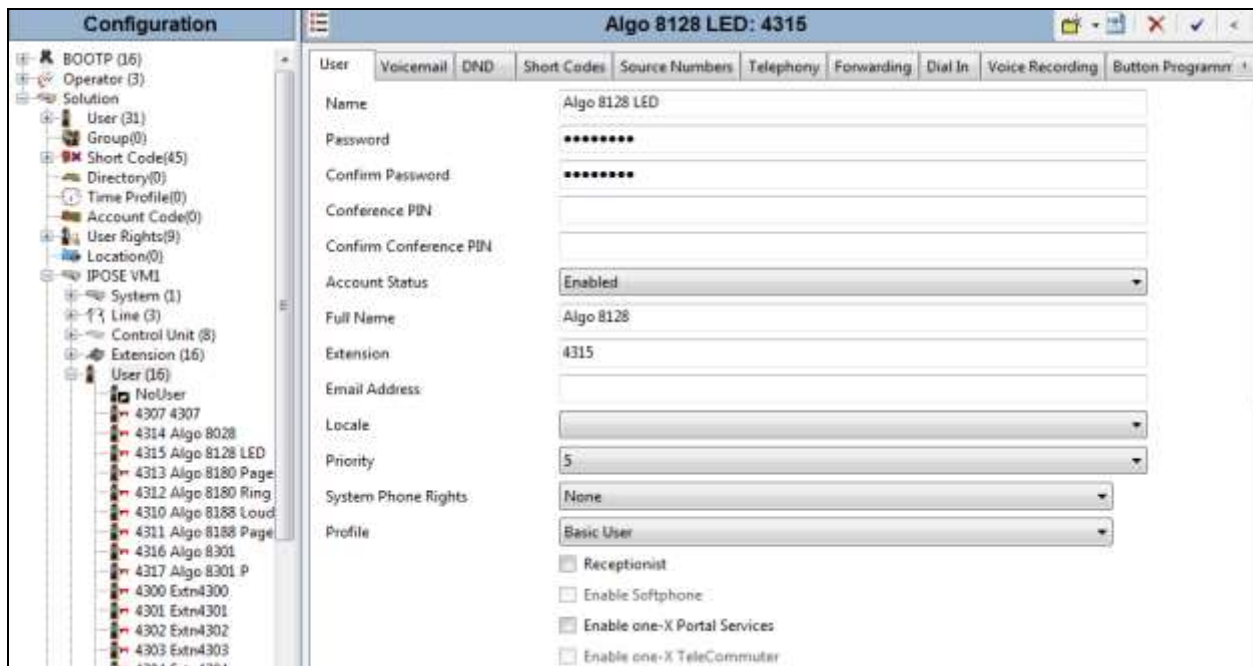 Configuration
BOOTP (16)
Operator (3)
Solution
User (31)
Group(0)
Short Code(45)
Directory(0)
Time Profile(0)
Account Code(0)
User Rights(9)
Location(0)
IPOSE VM1
System (1)
Line (3)
Control Unit (8)
Extension (16)
User (16)
NoUser
4307 4307
4314 Algo 8028
4315 Algo 8128 LED
4313 Algo 8180 Page
4312 Algo 8180 Ring
4310 Algo 8188 Loud
4311 Algo 8188 Page
4316 Algo 8301
4317 Algo 8301 P
4300 Extn4300
4301 Extn4301
4302 Extn4302
4303 Extn4303
Algo 8128 LED: 4315
User Voicemail DND Short Codes Source Numbers Telephony Forwarding Dial In Voice Recording Button Programm
Name Algo 8128 LED
Password •••••••••
Confirm Password •••••••••
Conference PIN
Confirm Conference PIN
Account Status Enabled
Full Name Algo 8128
Extension 4315
Email Address
Locale
Priority 5
System Phone Rights None
Profile Basic User
Receptionist
Enable Softphone
Enable one-X Portal Services
Enable one-X TeleCommuter